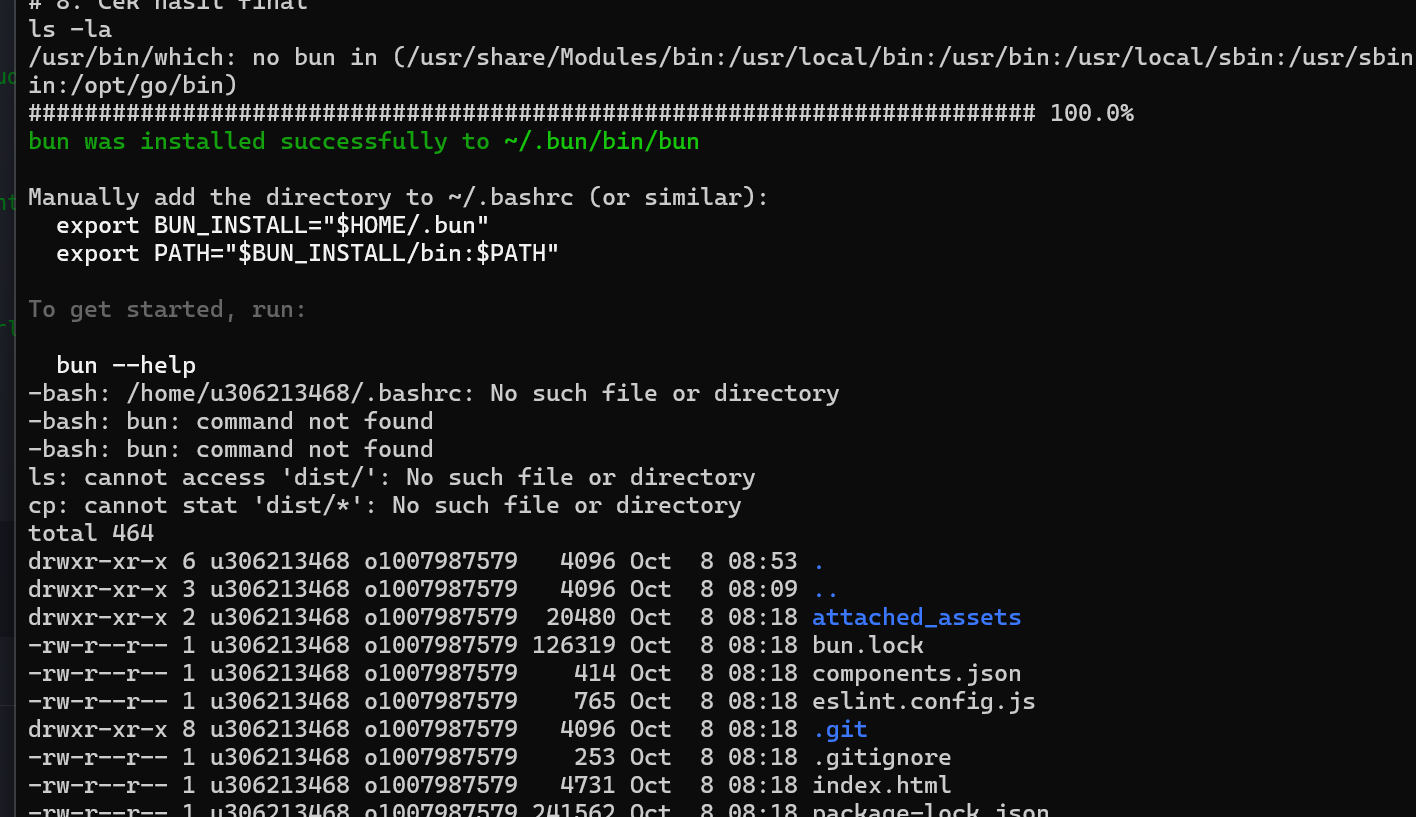 # 8. Cek hasil final
ls -la
/usr/bin/which: no bun in (/usr/share/Modules/bin:/usr/local/bin:/usr/bin:/usr/local/sbin:/usr/sbin
in:/opt/go/bin)
######################################################################## 100.0%
bun was installed successfully to ~/.bun/bin/bun
Manually add the directory to ~/.bashrc (or similar):
  export BUN_INSTALL="$HOME/.bun"
  export PATH="$BUN_INSTALL/bin:$PATH"
To get started, run:
  bun --help
-bash: /home/u306213468/.bashrc: No such file or directory
-bash: bun: command not found
-bash: bun: command not found
ls: cannot access 'dist/': No such file or directory
cp: cannot stat 'dist/*': No such file or directory
total 464
drwxr-xr-x 6 u306213468 o1007987579   4096 Oct  8 08:53 .
drwxr-xr-x 3 u306213468 o1007987579   4096 Oct  8 08:09 ..
drwxr-xr-x 2 u306213468 o1007987579  20480 Oct  8 08:18 attached_assets
-rw-r--r-- 1 u306213468 o1007987579 126319 Oct  8 08:18 bun.lock
-rw-r--r-- 1 u306213468 o1007987579    414 Oct  8 08:18 components.json
-rw-r--r-- 1 u306213468 o1007987579    765 Oct  8 08:18 eslint.config.js
drwxr-xr-x 8 u306213468 o1007987579   4096 Oct  8 08:18 .git
-rw-r--r-- 1 u306213468 o1007987579    253 Oct  8 08:18 .gitignore
-rw-r--r-- 1 u306213468 o1007987579   4731 Oct  8 08:18 index.html
-rw-r--r-- 1 u306213468 o1007987579 241562 Oct  8 08:18 package-lock.json